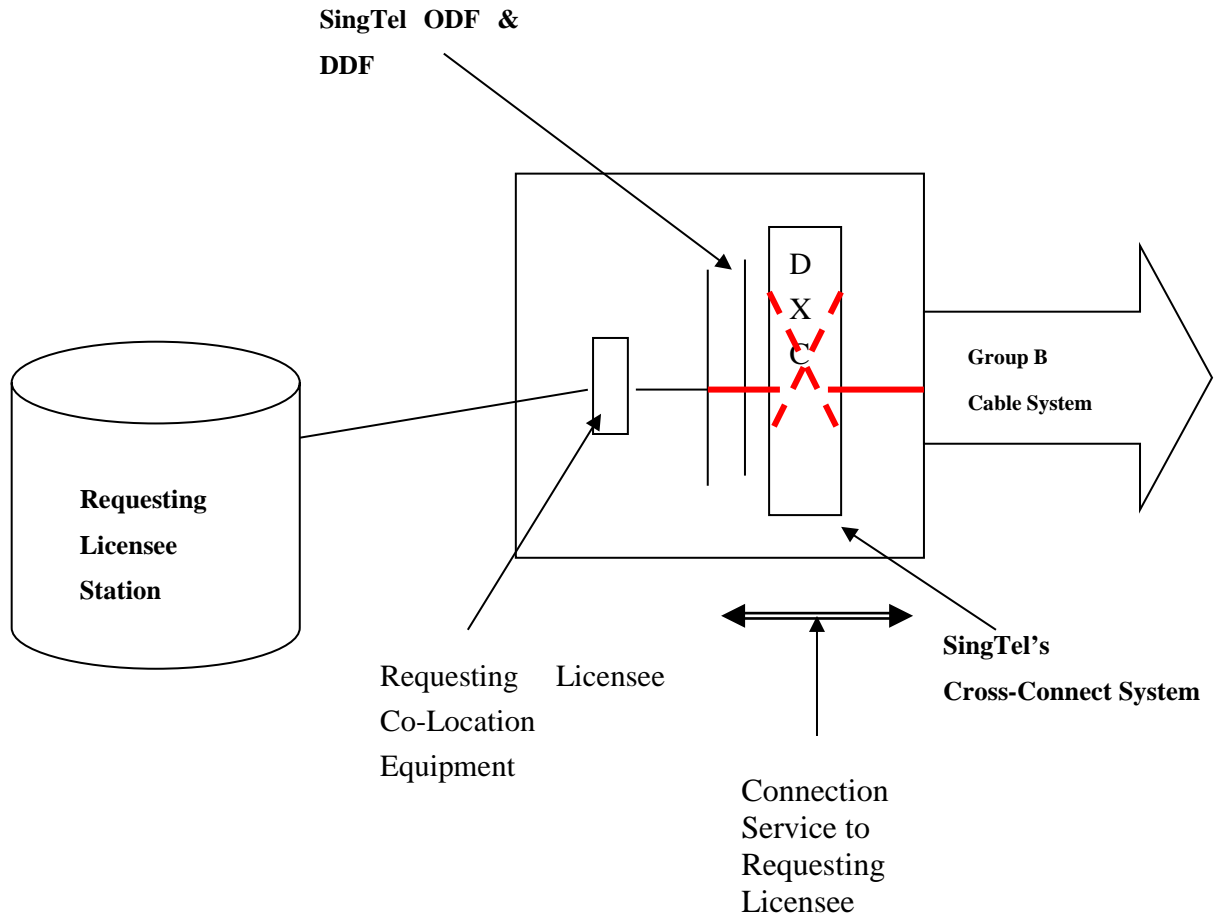 SingTel ODF &
DDF
D
X
C
Group B
Cable System
Requesting
Licensee
Station
SingTel's
Cross-Connect System
Requesting Licensee
Co-Location
Equipment
Connection
Service to
Requesting
Licensee